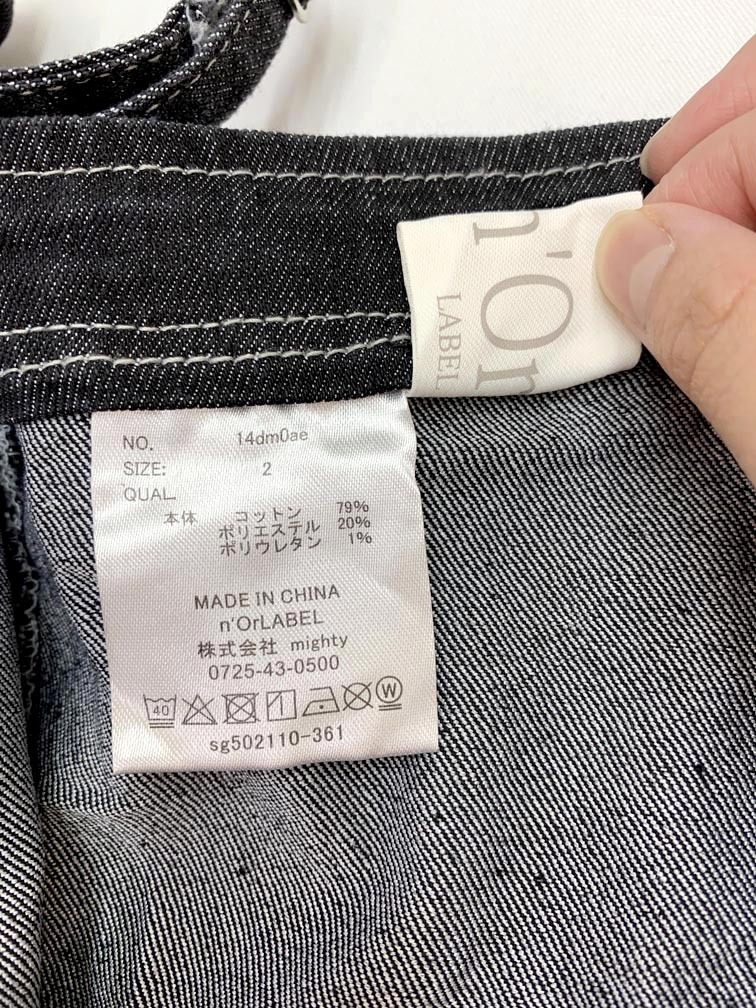 n'Or
LABEL
NO. 14dm0ae
SIZE: 2
QUAL
本体 コットン 79%
ポリエステル 20%
ポリウレタン 1%
MADE IN CHINA
n'OrLABEL
株式会社 mighty
0725-43-0500
40 W
sg502110-361